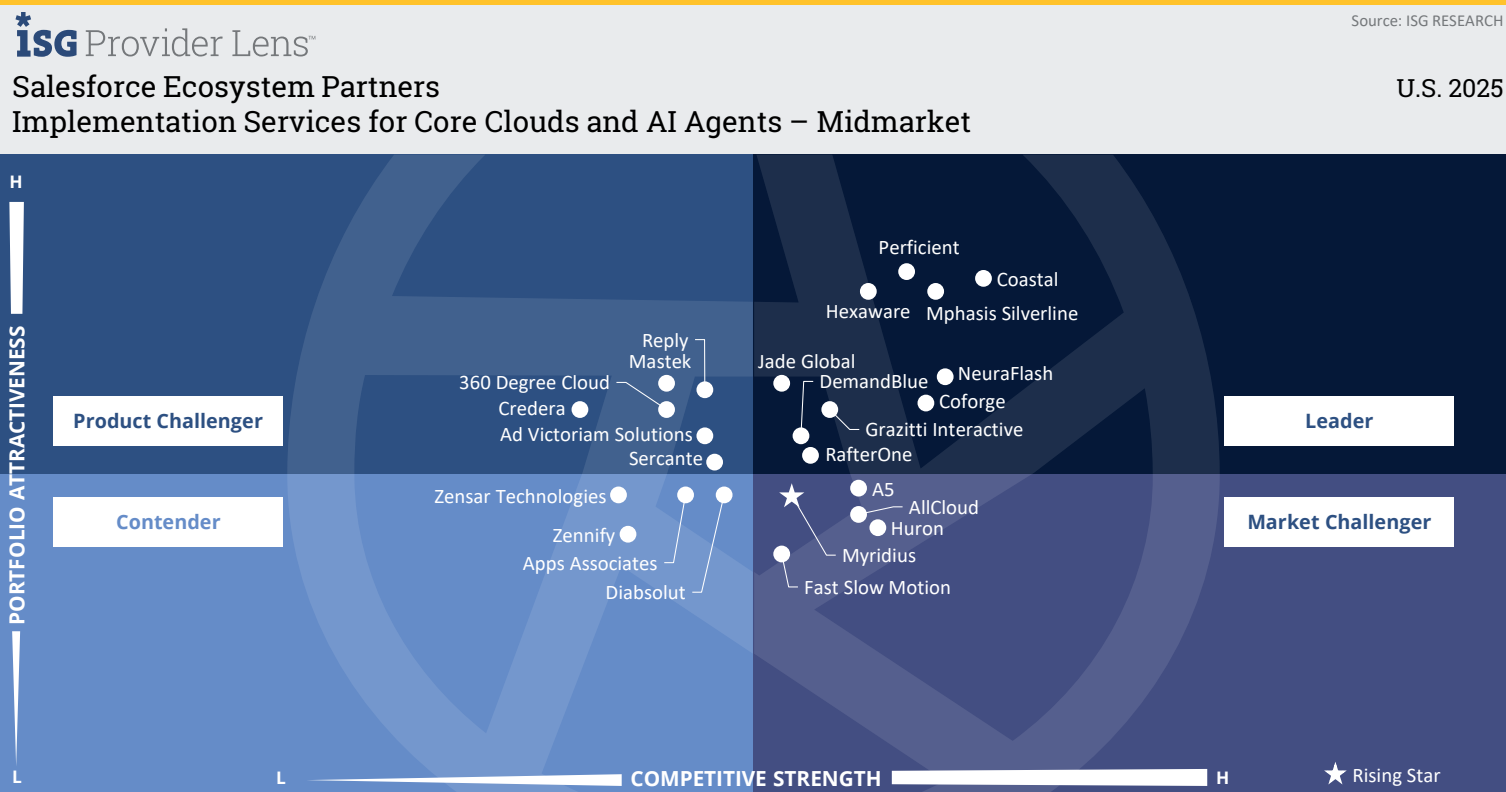 Source: ISG RESEARCH
ISG Provider Lens™
Salesforce Ecosystem Partners
U.S. 2025
Implementation Services for Core Clouds and AI Agents – Midmarket
H
PORTFOLIO ATTRACTIVENESS
L
Perficient
Coastal
Hexaware
Mphasis Silverline
Reply
Mastek
360 Degree Cloud
Credera
Ad Victoriam Solutions
Sercante
Jade Global
DemandBlue
NeuraFlash
Coforge
Grazitti Interactive
RafterOne
Product Challenger
Leader
Contender
Market Challenger
Zensar Technologies
Zennify
Apps Associates
Diabsolut
A5
AllCloud
Huron
Myridius
Fast Slow Motion
L
COMPETITIVE STRENGTH
H
Rising Star